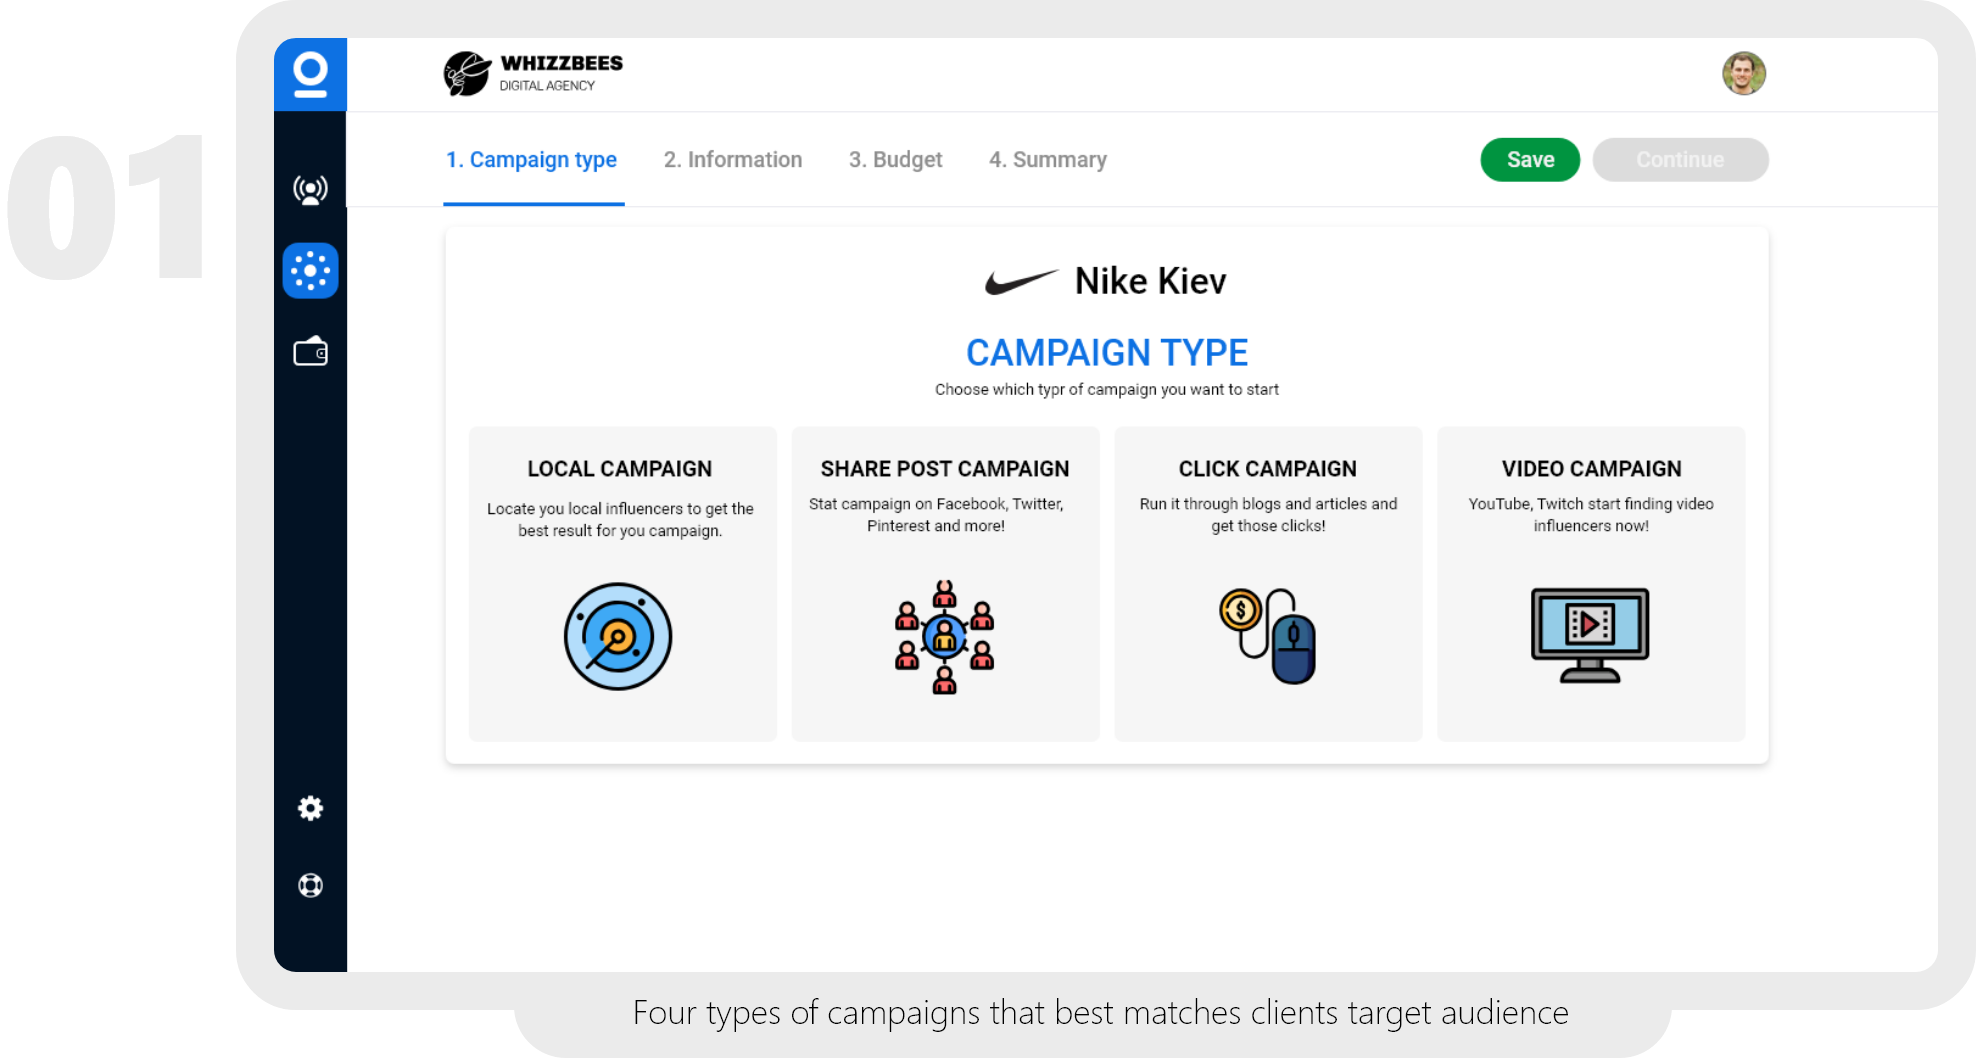 01
WHIZZBEES
DIGITAL AGENCY
1. Campaign type
2. Information
3. Budget
4. Summary
Save
Continue
Nike Kiev
CAMPAIGN TYPE
Choose which typr of campaign you want to start
LOCAL CAMPAIGN
Locate you local influencers to get the
best result for you campaign.
SHARE POST CAMPAIGN
Stat campaign on Facebook, Twitter,
Pinterest and more!
CLICK CAMPAIGN
Run it through blogs and articles and
get those clicks!
$
VIDEO CAMPAIGN
YouTube, Twitch start finding video
influencers now!
Four types of campaigns that best matches clients target audience